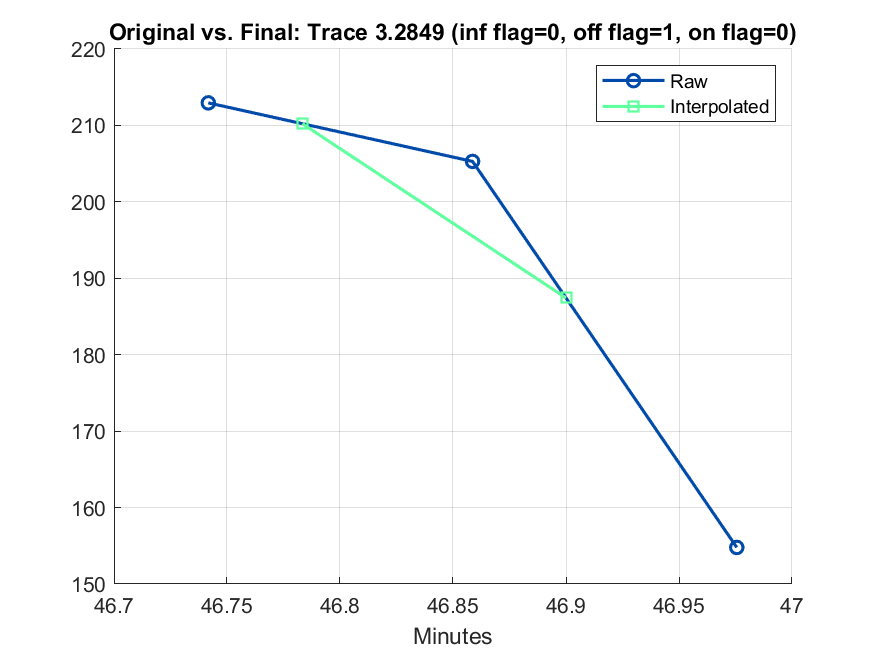 Original vs. Final: Trace 3.2849 (inf flag=0, off flag=1, on flag=0)
220
210
200
190
180
170
160
150
Raw
Interpolated
46.7 46.75 46.8 46.85 46.9 46.95 47
Minutes